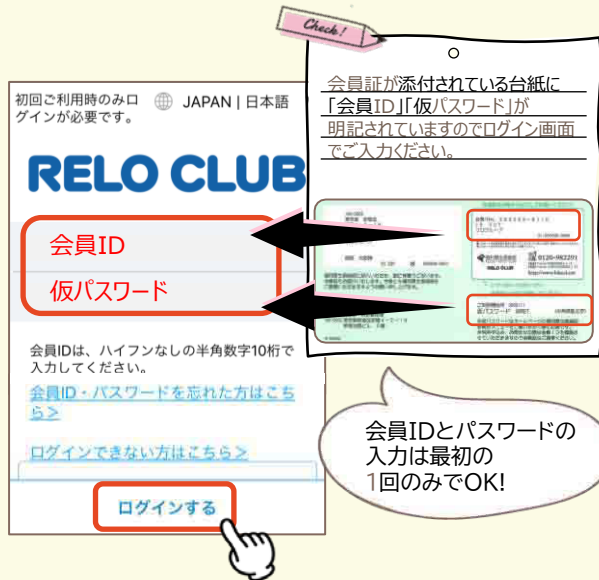 Check!
会員証が添付されている台紙に
「会員ID」「仮パスワード」が
明記されていますのでログイン画面
でご入力ください。
初回ご利用時のみロ
グインが必要です。
JAPAN | 日本語
RELO CLUB
会員ID
仮パスワード
会員IDは、ハイフンなしの半角数字10桁で
入力してください。
会員ID・パスワードを忘れた方はこち
ら＞
ログインできない方はこちら＞
ログインする
0120-982291
RELO CLUB
会員IDとパスワードの
入力は最初の
1回のみでOK!